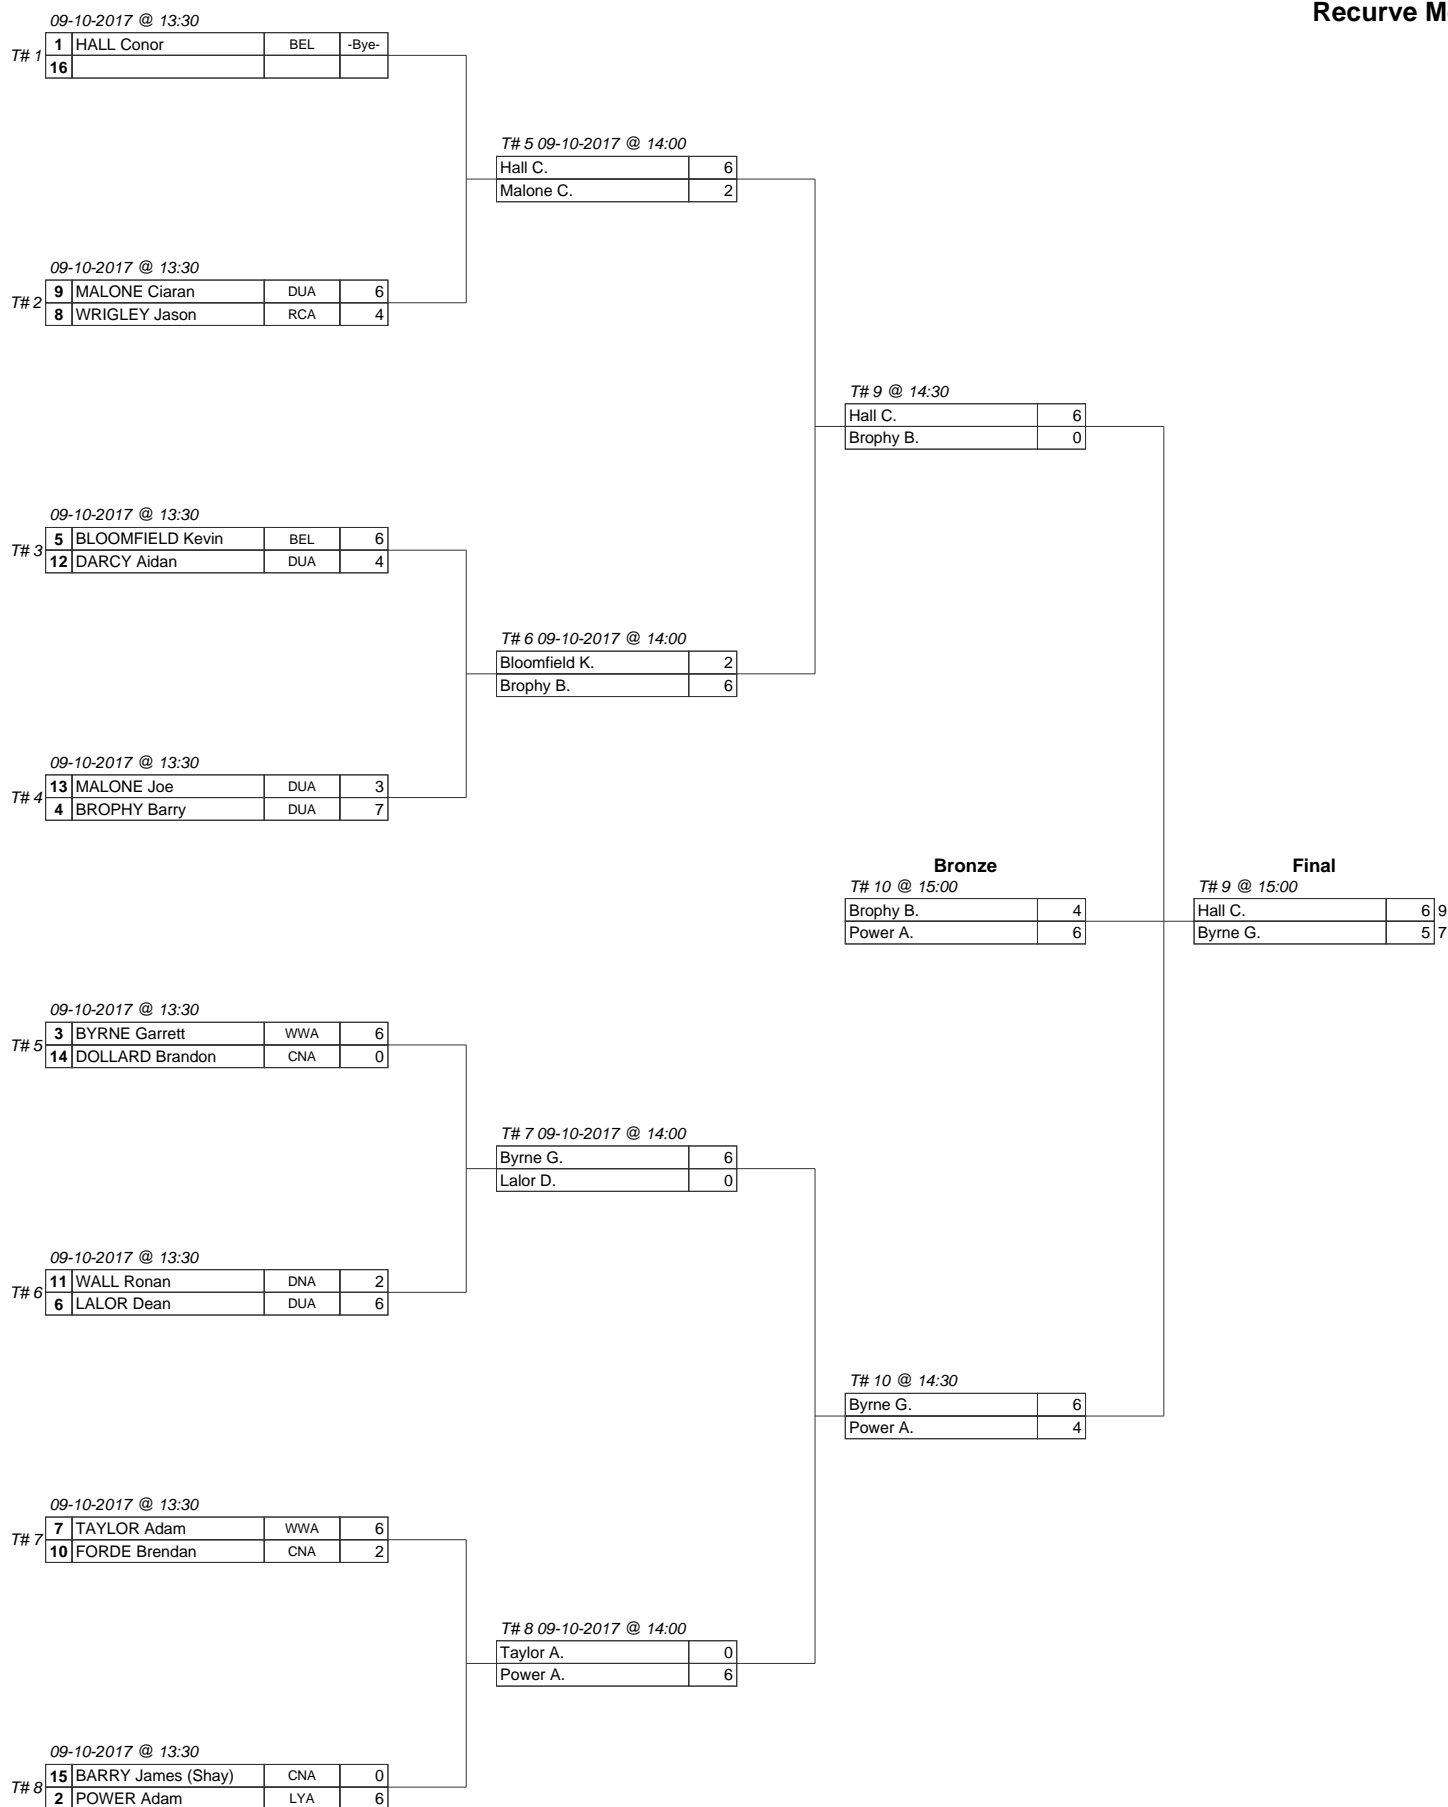 Recurve M
09-10-2017 @ 13:30
T# 1
1 HALL Conor BEL -Bye-
16
T# 5 09-10-2017 @ 14:00
Hall C. 6
Malone C. 2
09-10-2017 @ 13:30
T# 2
9 MALONE Ciaran DUA 6
8 WRIGLEY Jason RCA 4
T# 9 @ 14:30
Hall C. 6
Brophy B. 0
09-10-2017 @ 13:30
T# 3
5 BLOOMFIELD Kevin BEL 6
12 DARCY Aidan DUA 4
T# 6 09-10-2017 @ 14:00
Bloomfield K. 2
Brophy B. 6
09-10-2017 @ 13:30
T# 4
13 MALONE Joe DUA 3
4 BROPHY Barry DUA 7
Bronze
T# 10 @ 15:00
Brophy B. 4
Power A. 6
Final
T# 9 @ 15:00
Hall C. 6 9
Byrne G. 5 7
09-10-2017 @ 13:30
T# 5
3 BYRNE Garrett WWA 6
14 DOLLARD Brandon CNA 0
T# 7 09-10-2017 @ 14:00
Byrne G. 6
Lalor D. 0
09-10-2017 @ 13:30
T# 6
11 WALL Ronan DNA 2
6 LALOR Dean DUA 6
T# 10 @ 14:30
Byrne G. 6
Power A. 4
09-10-2017 @ 13:30
T# 7
7 TAYLOR Adam WWA 6
10 FORDE Brendan CNA 2
T# 8 09-10-2017 @ 14:00
Taylor A. 0
Power A. 6
09-10-2017 @ 13:30
T# 8
15 BARRY James (Shay) CNA 0
2 POWER Adam LYA 6